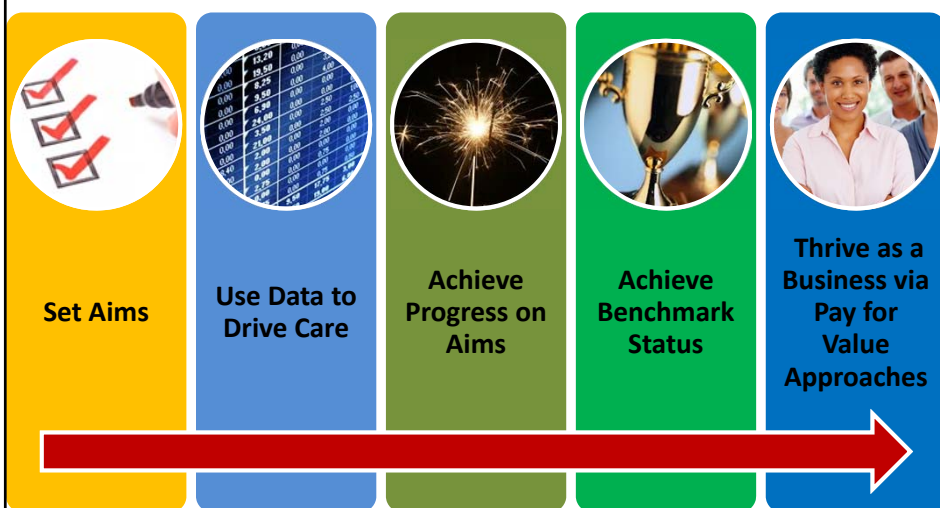 Set Aims
Use Data to
Drive Care
Achieve
Progress on
Aims
Achieve
Benchmark
Status
Thrive as a
Business via
Pay for
Value
Approaches